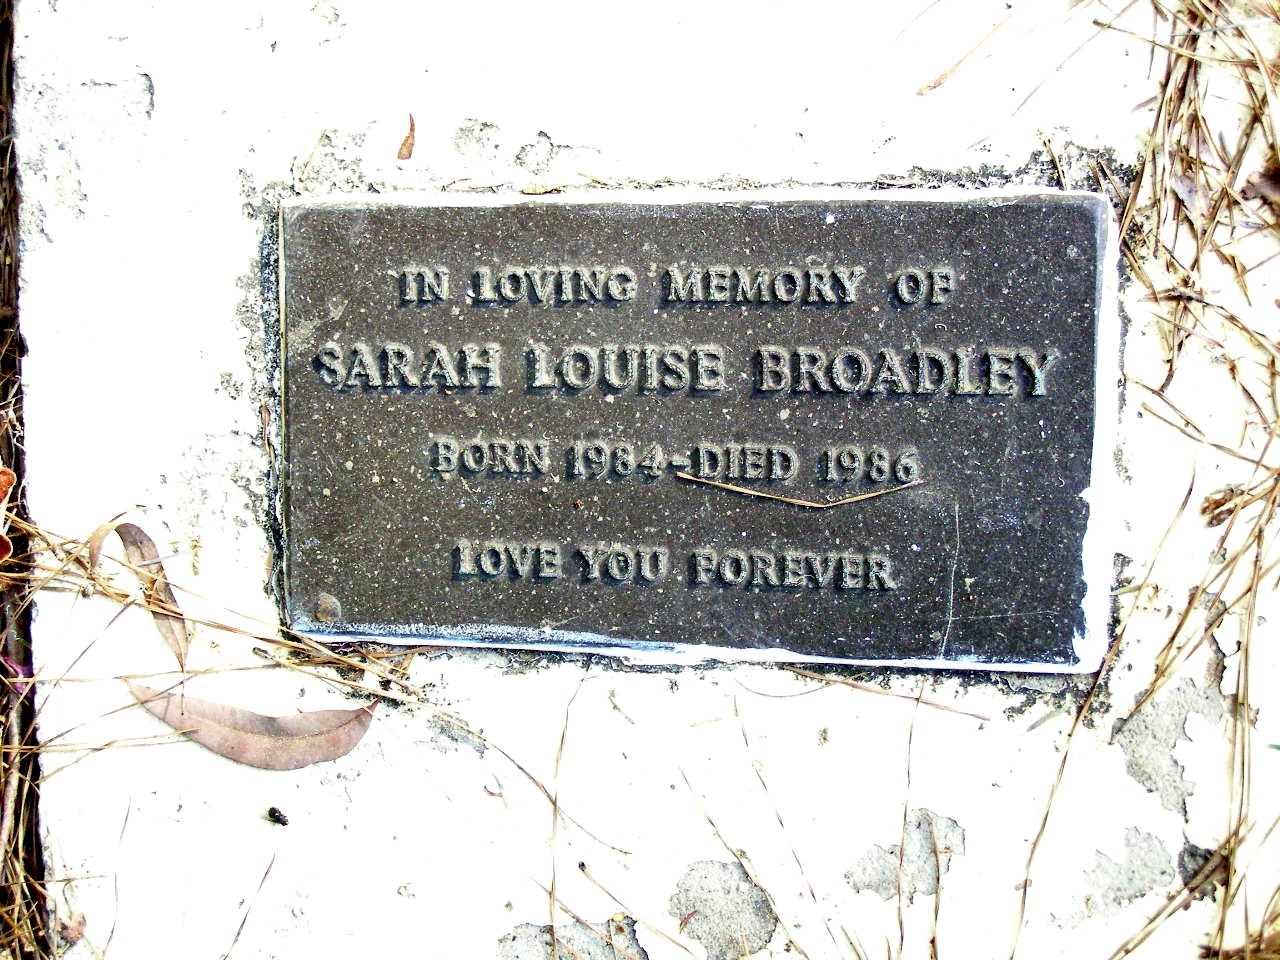 IN LOVING MEMORY OF
SARAH LOUISE BROADLEY
BORN 1984-DIED 1986
LOVE YOU FOREVER